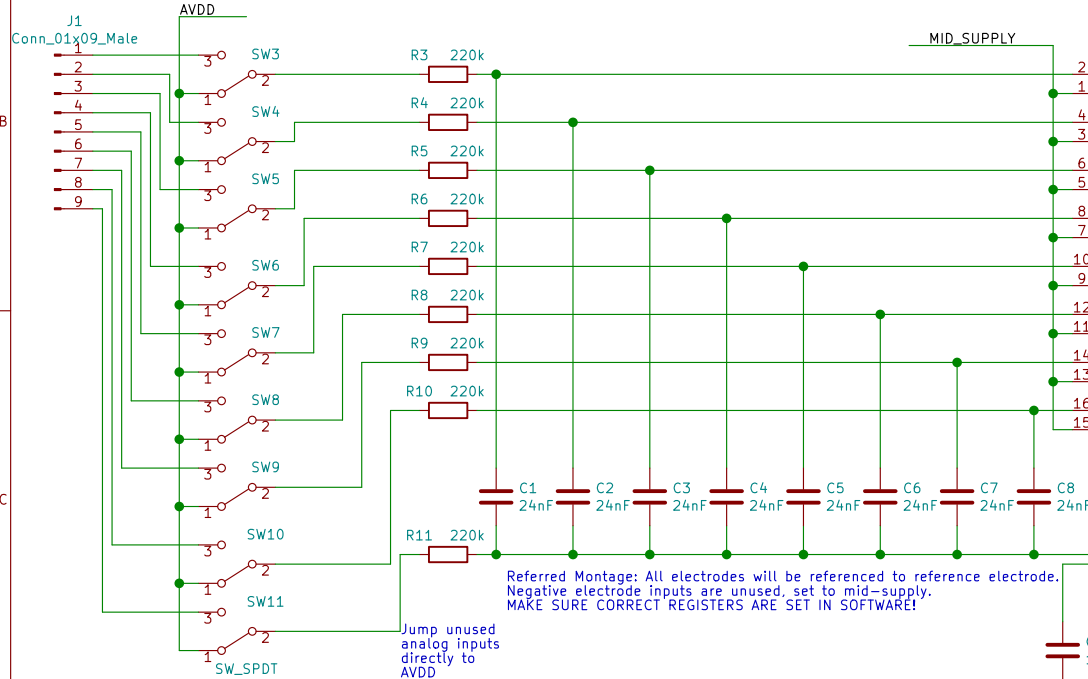 AVDD
J1
Conn_01x09_Male
1
2
3
4
5
6
7
8
9
B
C
3
SW3
2
1
3
SW4
2
1
3
SW5
2
1
3
SW6
2
1
3
SW7
2
1
3
SW8
2
1
3
SW9
2
1
3
SW10
2
1
3
SW11
2
1
SW_SPDT
R3 220k
R4 220k
R5 220k
R6 220k
R7 220k
R8 220k
R9 220k
R10 220k
R11 220k
MID_SUPPLY
2
1
4
3
6
5
8
7
10
9
12
11
14
13
16
15
C1
24nF
C2
24nF
C3
24nF
C4
24nF
C5
24nF
C6
24nF
C7
24nF
C8
24nF
Referred Montage: All electrodes will be referenced to reference electrode.
Negative electrode inputs are unused, set to mid-supply.
MAKE SURE CORRECT REGISTERS ARE SET IN SOFTWARE!
Jump unused
analog inputs
directly to
AVDD